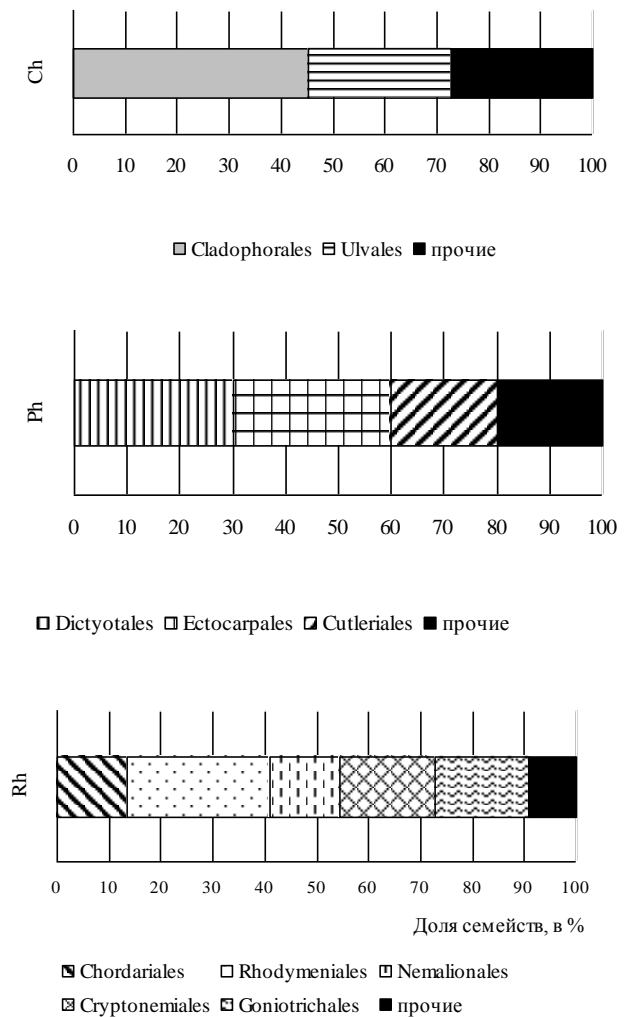 Ch
0 10 20 30 40 50 60 70 80 90 100
Cladophorales Ulvales прочие
Ph
0 10 20 30 40 50 60 70 80 90 100
Dictyotales Ectocarpales Cutleriales прочие
Rh
0 10 20 30 40 50 60 70 80 90 100
Доля семейств, в %
Chordariales Rhodymeniales Nemalionales
Cryptonemiales Goniotrichales прочие